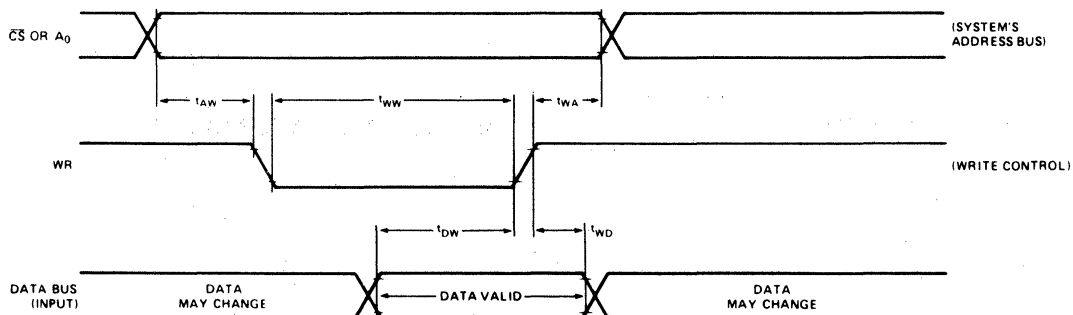 C̅S̅ OR A₀
(SYSTEM'S
ADDRESS BUS)
tAW
tWW
tWA
WR
(WRITE CONTROL)
tDW
tWD
DATA BUS
(INPUT)
DATA
MAY CHANGE
DATA VALID
DATA
MAY CHANGE